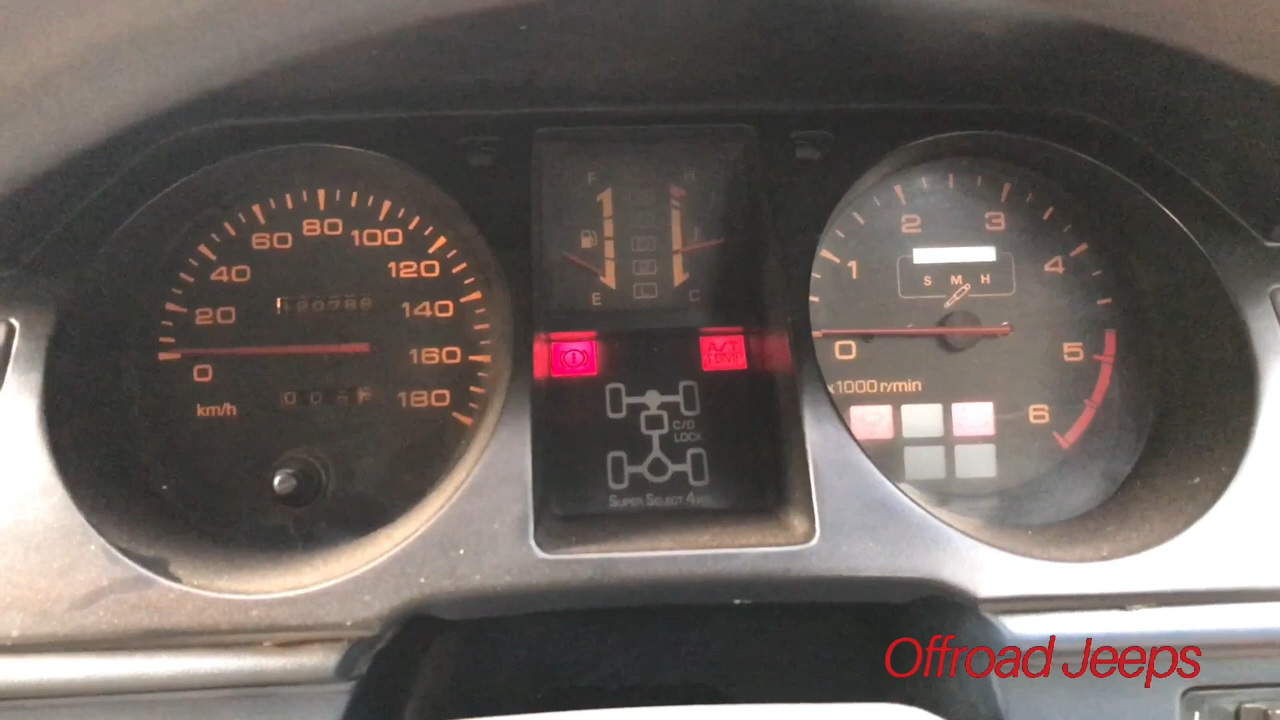 0
20
40
60
80
100
120
140
160
180
km/h
F
E
H
C
A/T
TEMP
C/D
LOCK
SUPER SELECT 4WD
0
1
2
3
4
5
6
S M H
x1000 r/min
Offroad Jeeps